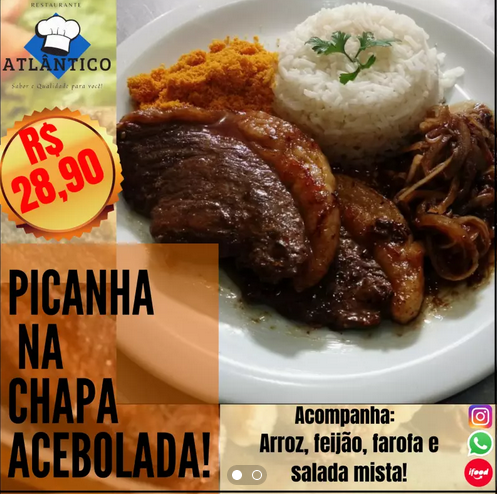 RESTAURANTE
ATLÂNTICO
Sabor e Qualidade para você!
R$
28,90
PICANHA
NA
CHAPA
ACEBOLADA!
Acompanha:
Arroz, feijão, farofa e
salada mista!
ifood